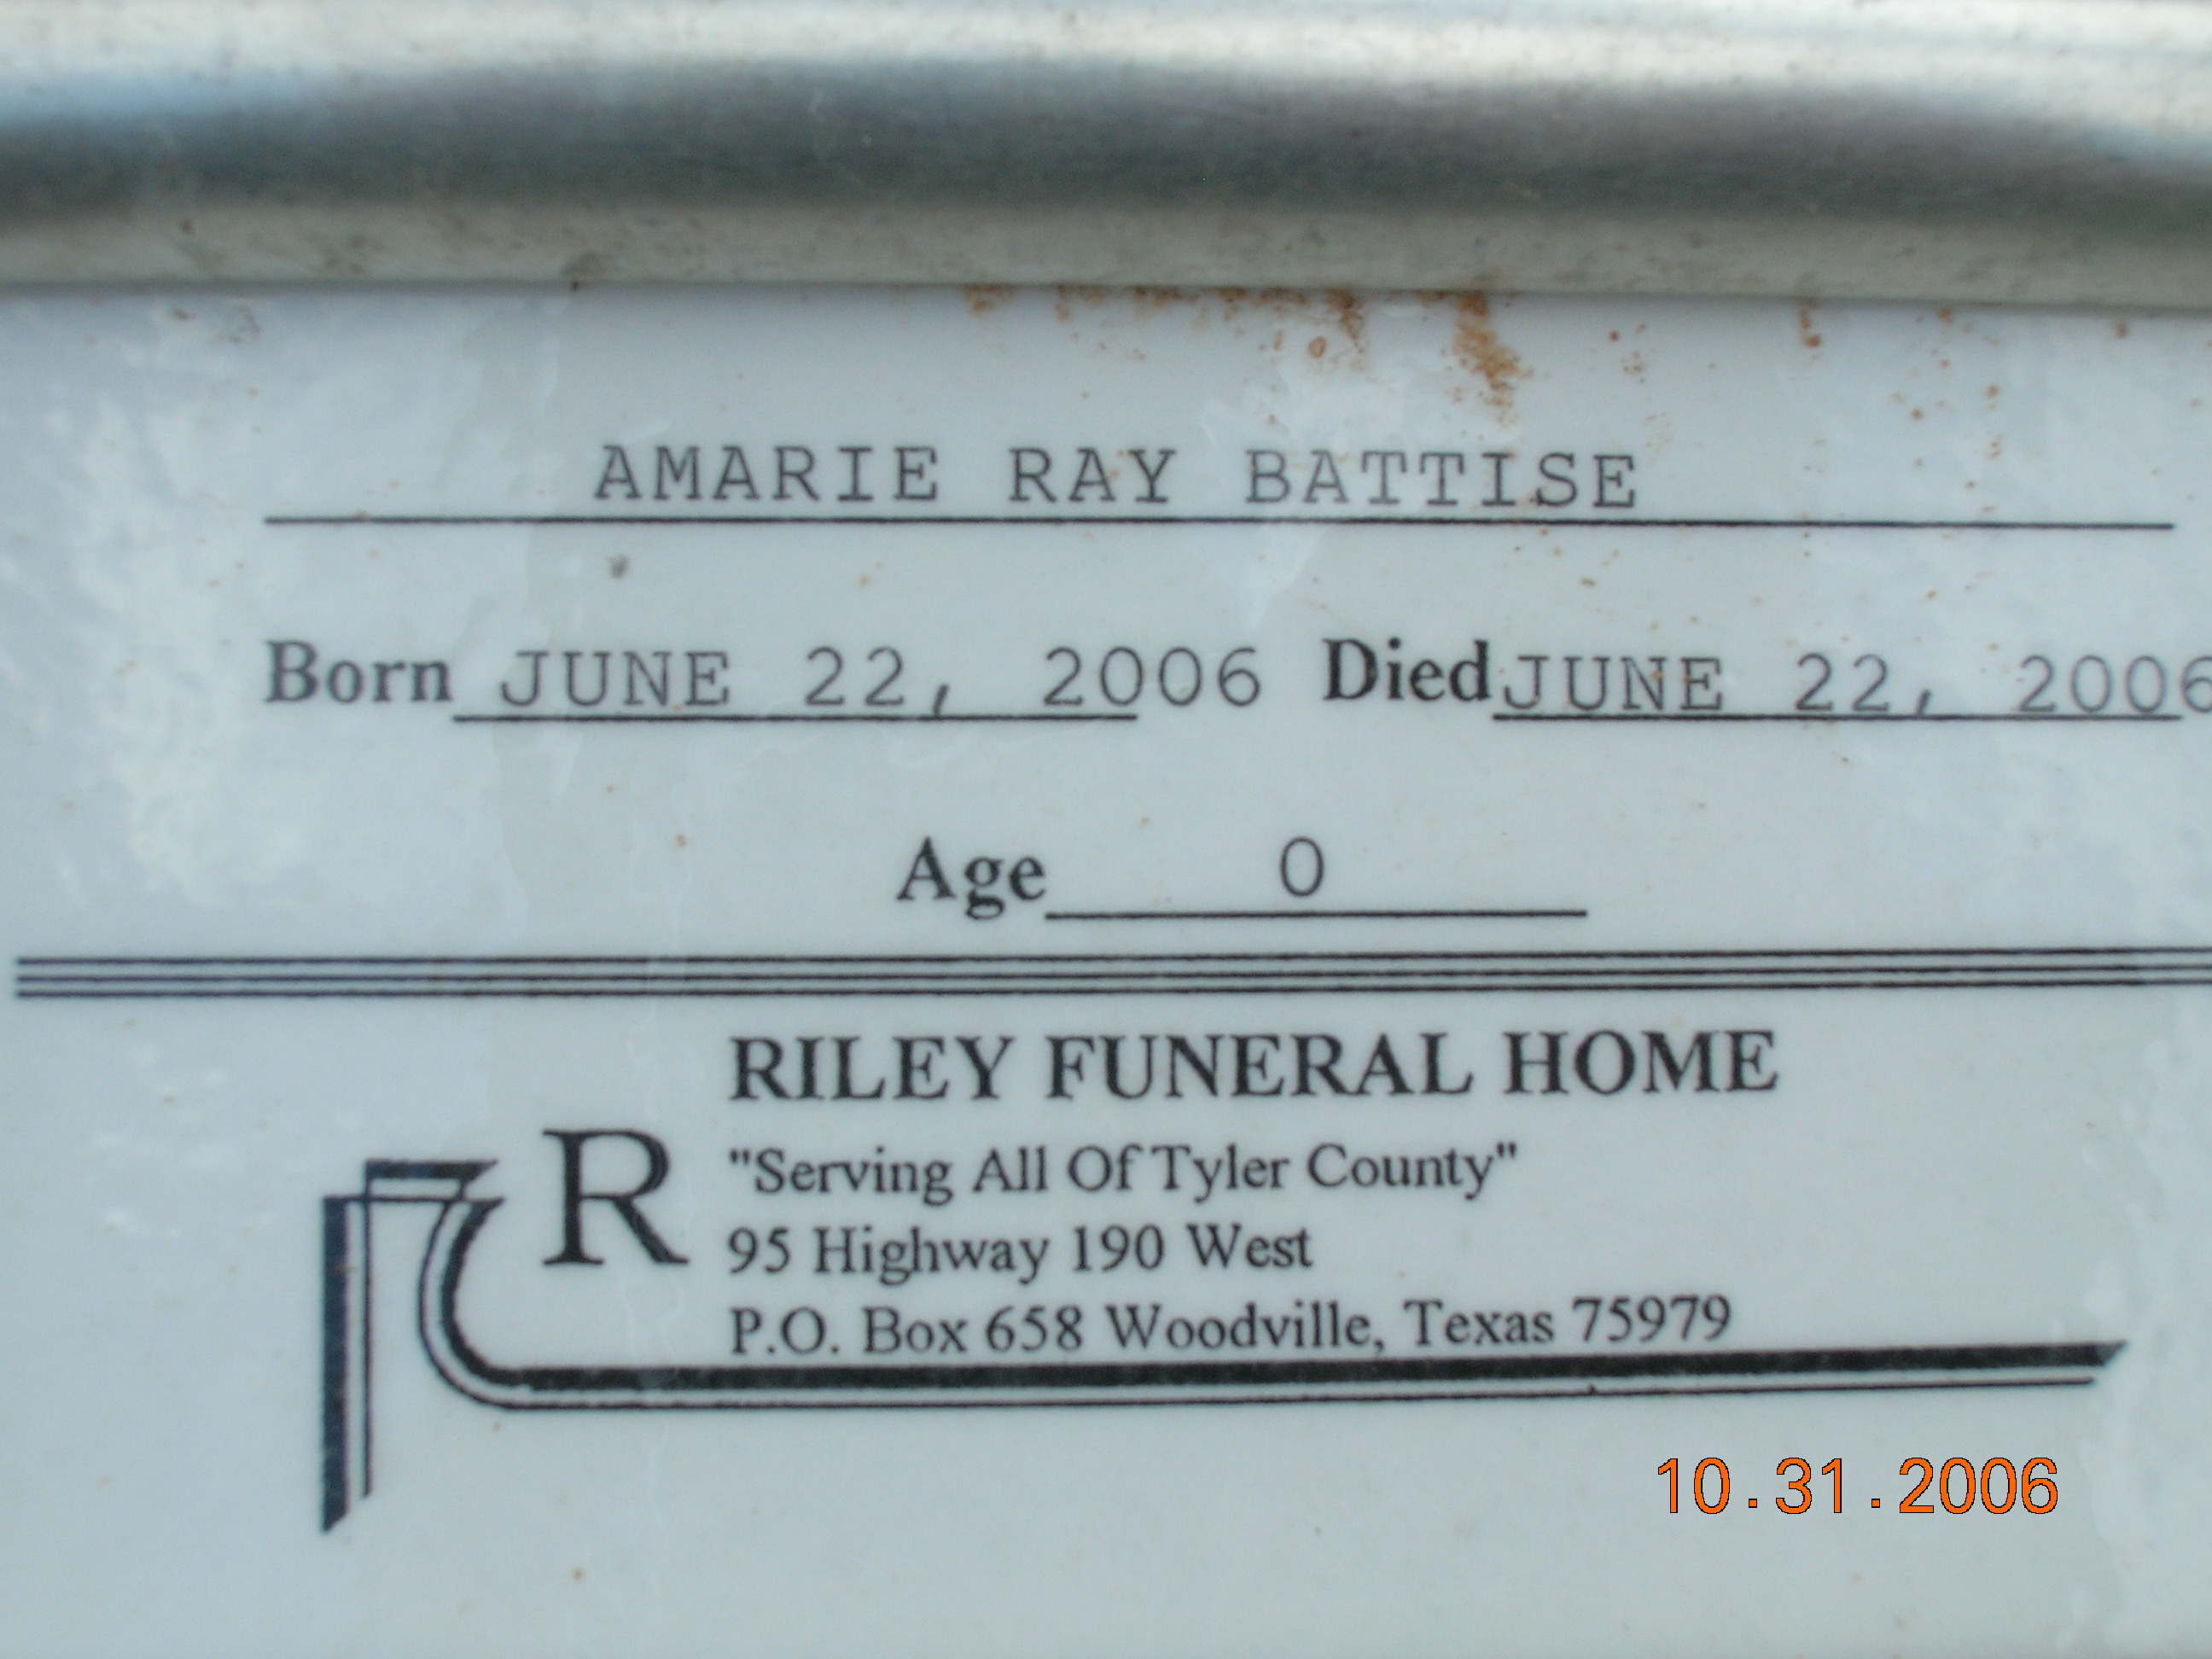 AMARIE RAY BATTISE
Born JUNE 22, 2006 Died JUNE 22, 2006
Age 0
RILEY FUNERAL HOME
R
"Serving All Of Tyler County"
95 Highway 190 West
P.O. Box 658 Woodville, Texas 75979
10.31.2006